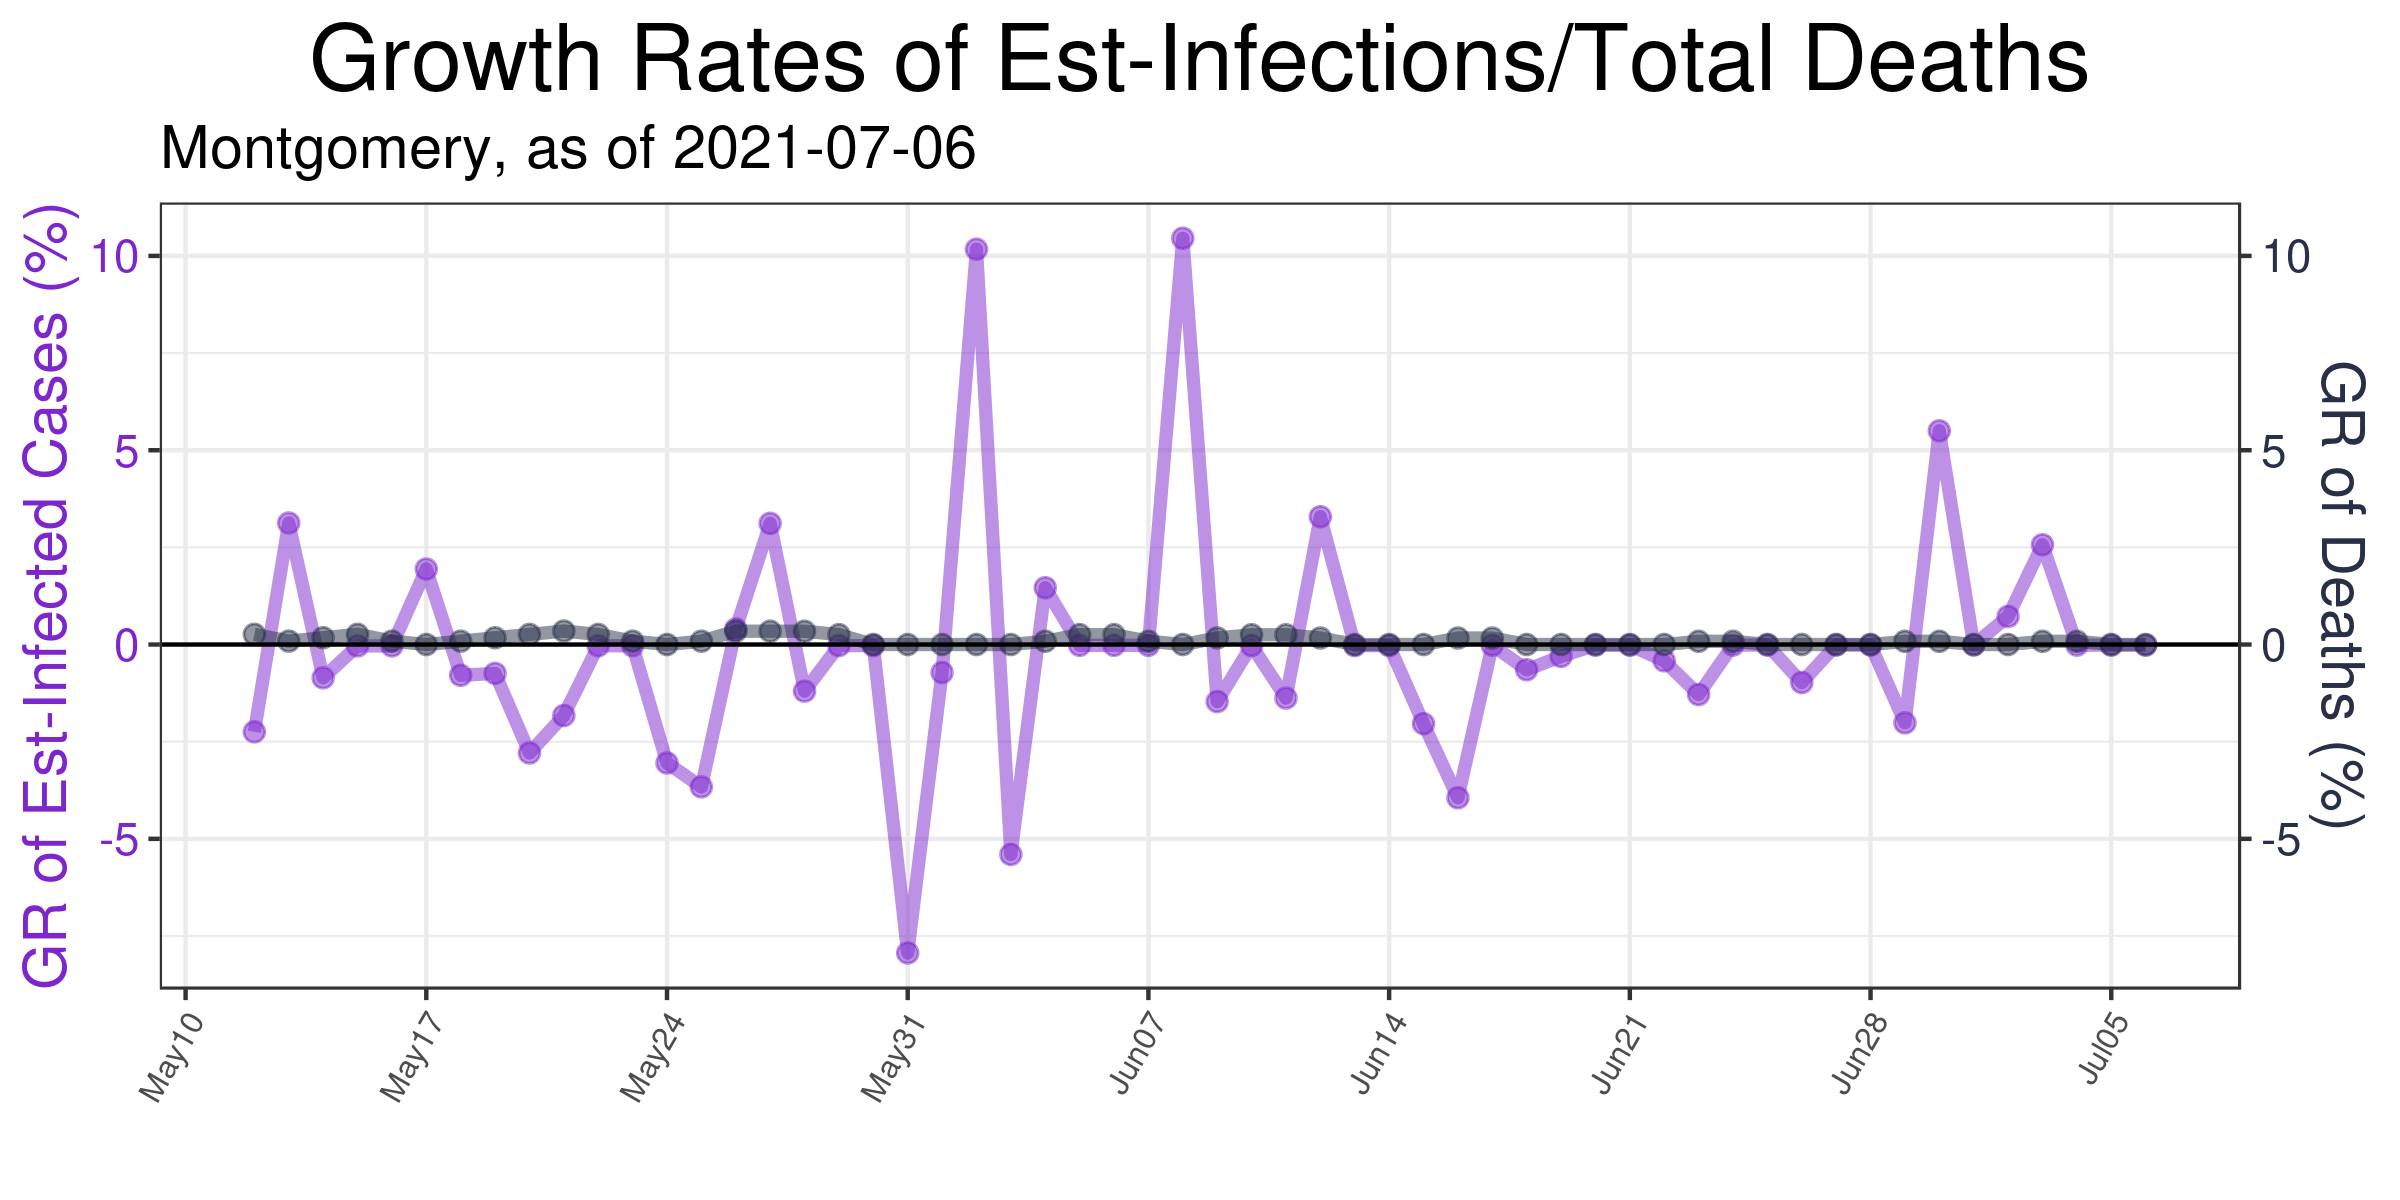 Growth Rates of Est-Infections/Total Deaths
Montgomery, as of 2021-07-06
GR of Est-Infected Cases (%)
10
5
0
-5
10
5
0
-5
GR of Deaths (%)
May10
May17
May24
May31
Jun07
Jun14
Jun21
Jun28
Jul05